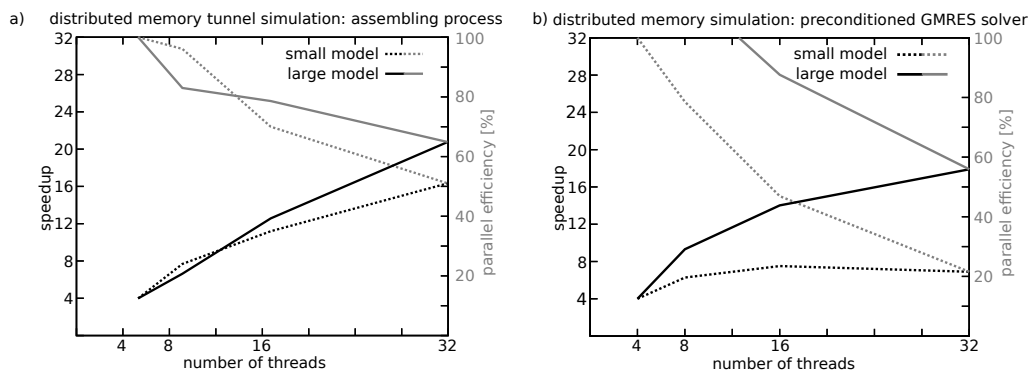 a) distributed memory tunnel simulation: assembling process
32
28
24
20
16
12
8
4
speedup
small model
large model
100
80
60
40
20
parallel efficiency [%]
4 8 16 32
number of threads
b) distributed memory simulation: preconditioned GMRES solver
32
28
24
20
16
12
8
4
speedup
small model
large model
100
80
60
40
20
parallel efficiency [%]
4 8 16 32
number of threads